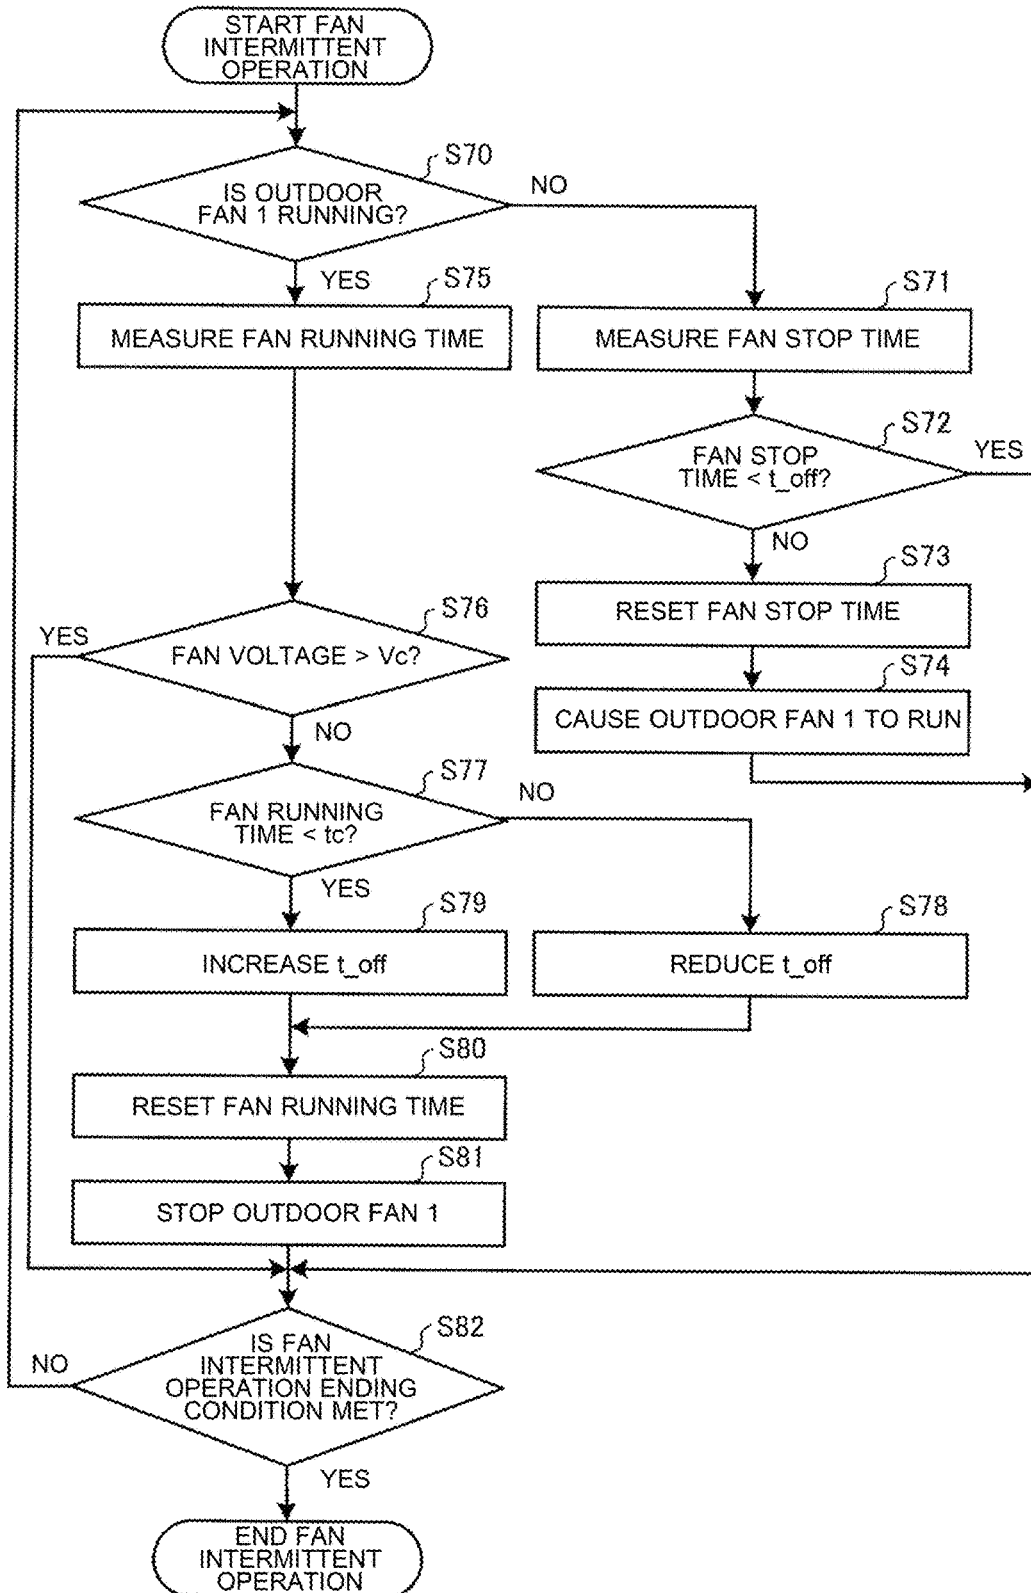 START FAN
INTERMITTENT
OPERATION
S70
IS OUTDOOR
FAN 1 RUNNING?
NO
YES
S75
MEASURE FAN RUNNING TIME
S71
MEASURE FAN STOP TIME
S72
FAN STOP
TIME < t_off?
YES
NO
S73
RESET FAN STOP TIME
S74
CAUSE OUTDOOR FAN 1 TO RUN
S76
YES
FAN VOLTAGE > Vc?
NO
S77
FAN RUNNING
TIME < tc?
NO
YES
S79
INCREASE t_off
S78
REDUCE t_off
S80
RESET FAN RUNNING TIME
S81
STOP OUTDOOR FAN 1
S82
IS FAN
INTERMITTENT
OPERATION ENDING
CONDITION MET?
NO
YES
END FAN
INTERMITTENT
OPERATION